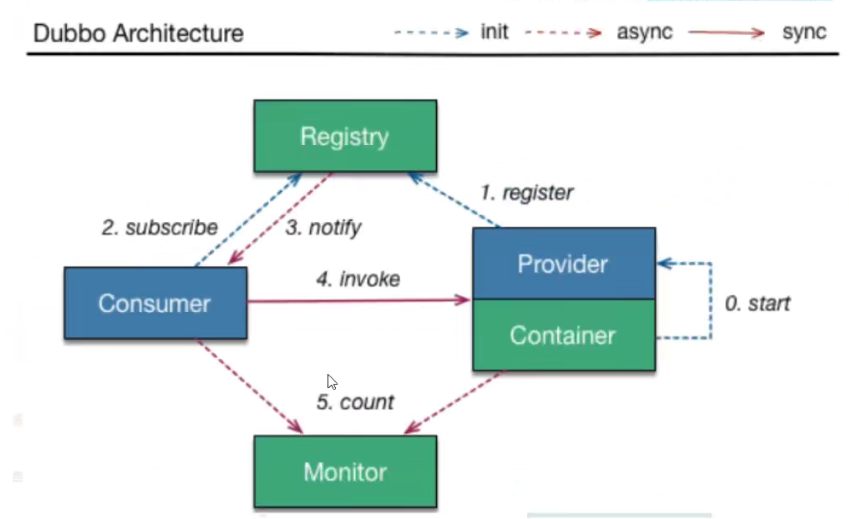 Dubbo Architecture
init
async
sync
Registry
1. register
2. subscribe
3. notify
Provider
4. invoke
Consumer
0. start
Container
5. count
Monitor